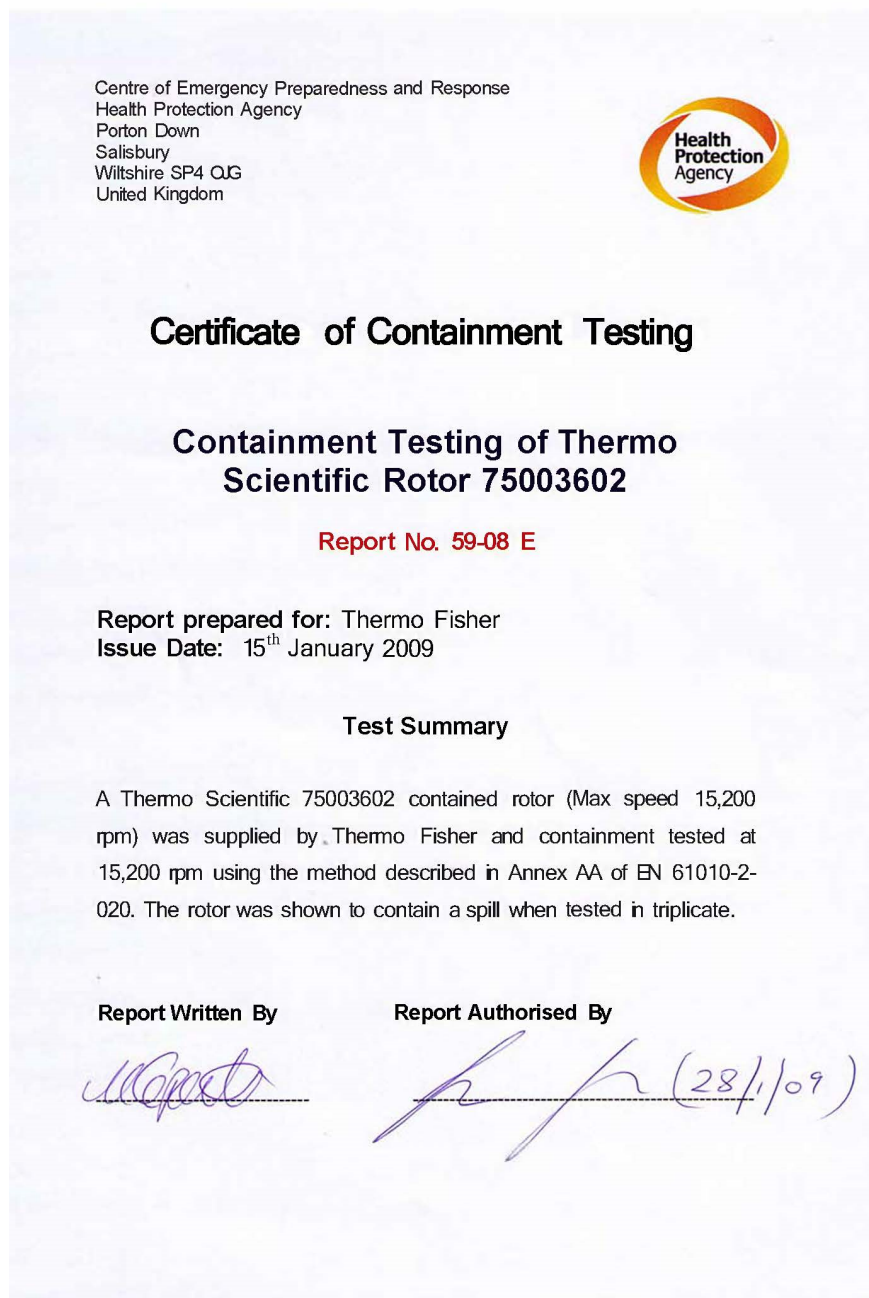 Centre of Emergency Preparedness and Response
Health Protection Agency
Porton Down
Salisbury
Wiltshire SP4 OJG
United Kingdom
Health
Protection
Agency
Certificate of Containment Testing
Containment Testing of Thermo
Scientific Rotor 75003602
Report No. 59-08 E
Report prepared for: Thermo Fisher
Issue Date: 15th January 2009
Test Summary
A Thermo Scientific 75003602 contained rotor (Max speed 15,200
rpm) was supplied by Thermo Fisher and containment tested at
15,200 rpm using the method described in Annex AA of EN 61010-2-
020. The rotor was shown to contain a spill when tested in triplicate.
Report Written By Report Authorised By
(28/1/09)